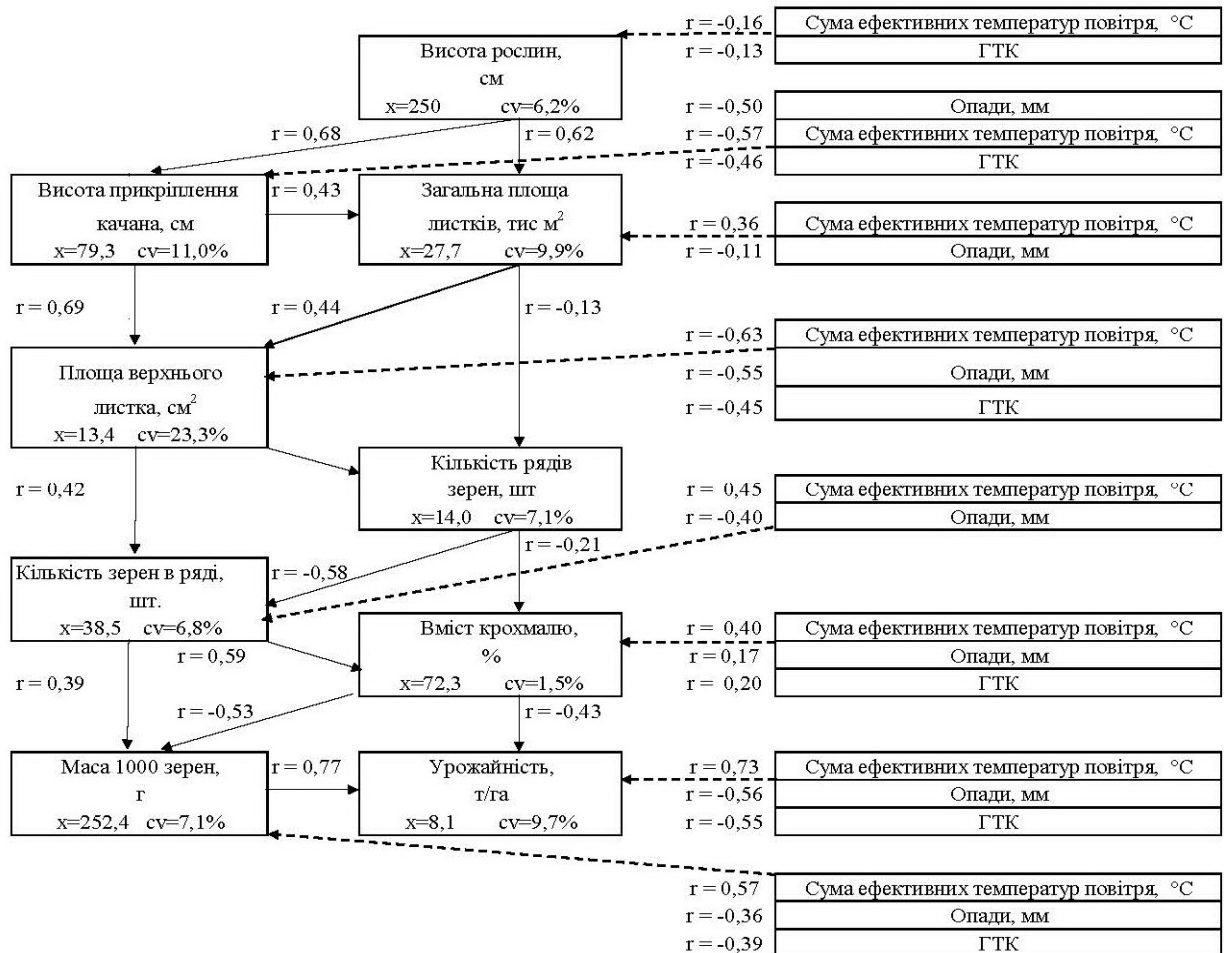 r = -0,16 Сума ефективних температур повітря, °С
r = -0,13 ГТК
Висота рослин,
см
x=250 cv=6,2%
r = -0,50 Опади, мм
r = -0,57 Сума ефективних температур повітря, °С
r = -0,46 ГТК
r = 0,68
r = 0,62
Висота прикріплення
качана, см
x=79,3 cv=11,0%
r = 0,43
Загальна площа
листків, тис м²
x=27,7 cv=9,9%
r = 0,36 Сума ефективних температур повітря, °С
r = -0,11 Опади, мм
r = 0,69
r = 0,44
r = -0,13
r = -0,63 Сума ефективних температур повітря, °С
r = -0,55 Опади, мм
r = -0,45 ГТК
Площа верхнього
листка, см²
x=13,4 cv=23,3%
r = 0,42
Кількість рядів
зерен, шт
x=14,0 cv=7,1%
r = 0,45 Сума ефективних температур повітря, °С
r = -0,40 Опади, мм
r = -0,21
Кількість зерен в ряді,
шт.
x=38,5 cv=6,8%
r = -0,58
r = 0,59
Вміст крохмалю,
%
x=72,3 cv=1,5%
r = 0,40 Сума ефективних температур повітря, °С
r = 0,17 Опади, мм
r = 0,20 ГТК
r = 0,39
r = -0,53
r = -0,43
Маса 1000 зерен,
г
x=252,4 cv=7,1%
r = 0,77
Урожайність,
т/га
x=8,1 cv=9,7%
r = 0,73 Сума ефективних температур повітря, °С
r = -0,56 Опади, мм
r = -0,55 ГТК
r = 0,57 Сума ефективних температур повітря, °С
r = -0,36 Опади, мм
r = -0,39 ГТК